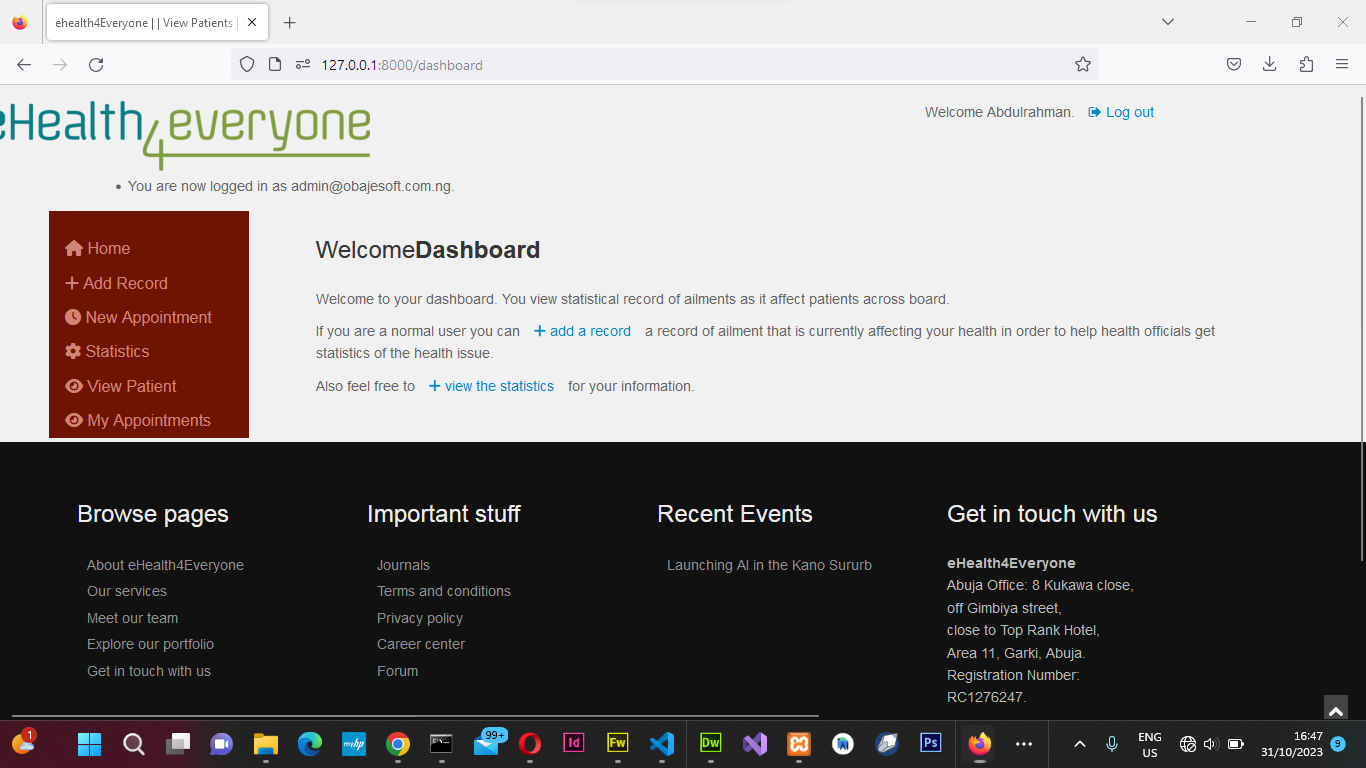 ehealth4Everyone | | View Patients |
127.0.0.1:8000/dashboard
eHealth4everyone
Welcome Abdulrahman. Log out
You are now logged in as admin@obajesoft.com.ng.
Home
Add Record
New Appointment
Statistics
View Patient
My Appointments
WelcomeDashboard
Welcome to your dashboard. You view statistical record of ailments as it affect patients across board.
If you are a normal user you can + add a record a record of ailment that is currently affecting your health in order to help health officials get
statistics of the health issue.
Also feel free to + view the statistics for your information.
Browse pages
About eHealth4Everyone
Our services
Meet our team
Explore our portfolio
Get in touch with us
Important stuff
Journals
Terms and conditions
Privacy policy
Career center
Forum
Recent Events
Launching AI in the Kano Sururb
Get in touch with us
eHealth4Everyone
Abuja Office: 8 Kukawa close,
off Gimbiya street,
close to Top Rank Hotel,
Area 11, Garki, Abuja.
Registration Number:
RC1276247.
1
myhp
99+
Id
Fw
Dw
Ps
ENG
US
16:47
31/10/2023
9